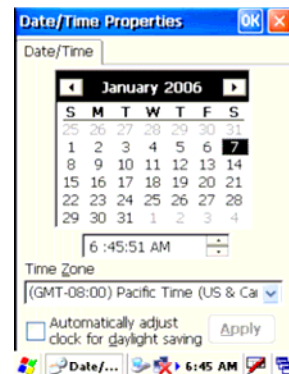 Date/Time Properties OK
Date/Time
January 2006
S M T W T F S
25 26 27 28 29 30 31
1 2 3 4 5 6 7
8 9 10 11 12 13 14
15 16 17 18 19 20 21
22 23 24 25 26 27 28
29 30 31 1 2 3 4
6 :45:51 AM
Time Zone
(GMT-08:00) Pacific Time (US & Ca
Automatically adjust
clock for daylight saving
Apply
Date/... 6:45 AM